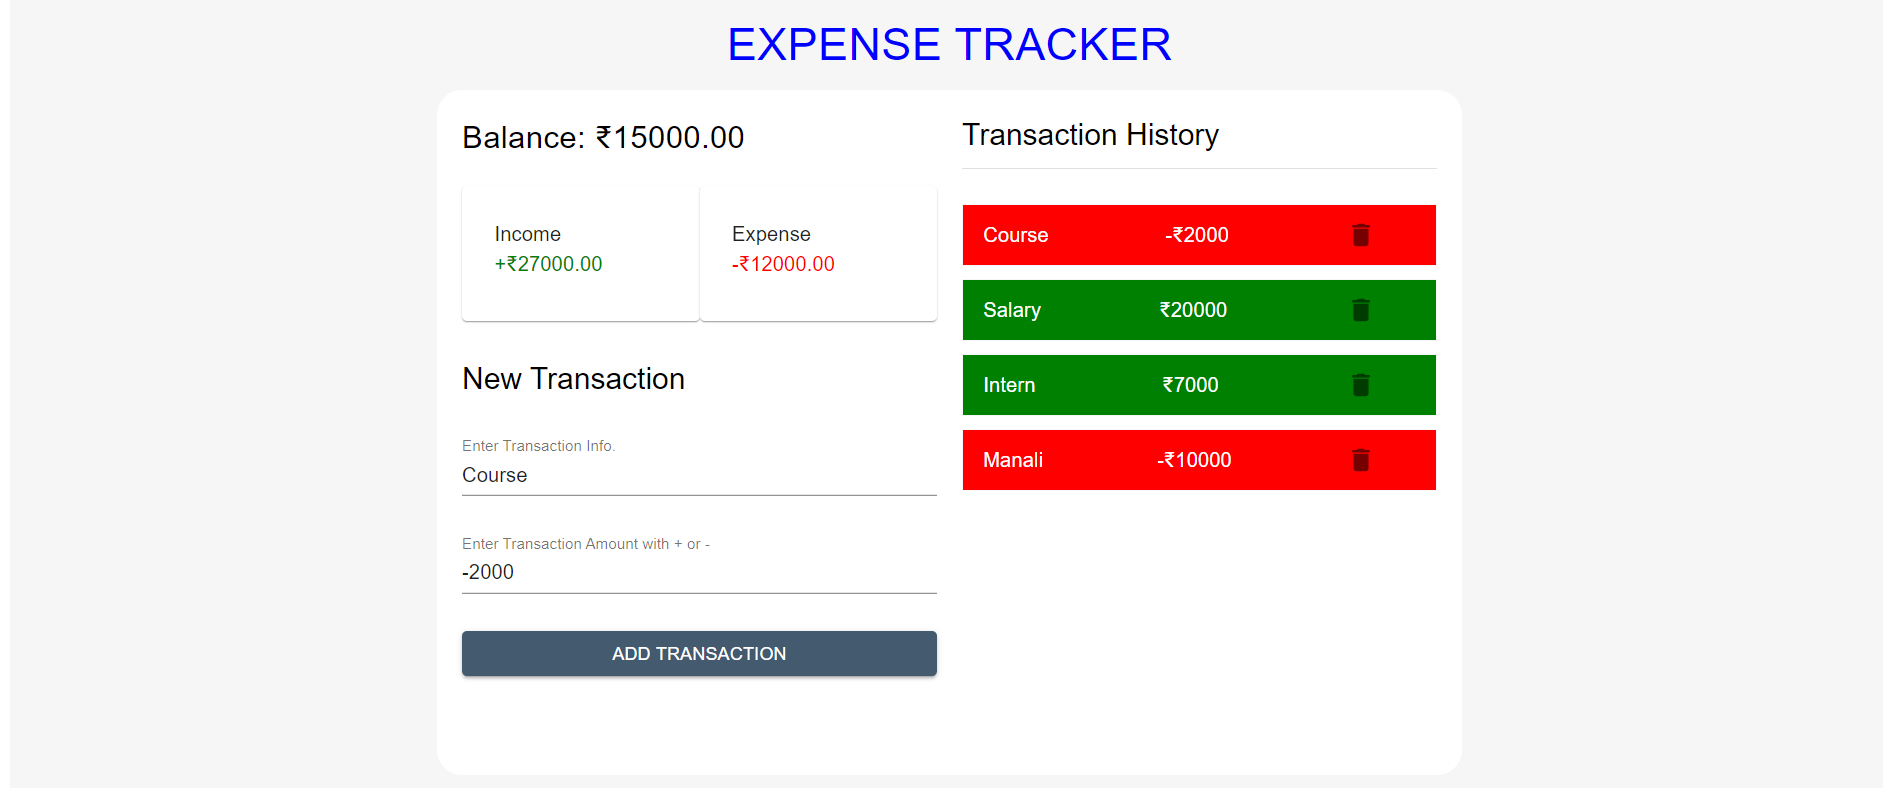 EXPENSE TRACKER
Balance: ₹15000.00
Income
+₹27000.00
Expense
-₹12000.00
New Transaction
Enter Transaction Info.
Course
Enter Transaction Amount with + or -
-2000
ADD TRANSACTION
Transaction History
Course -₹2000
Salary ₹20000
Intern ₹7000
Manali -₹10000